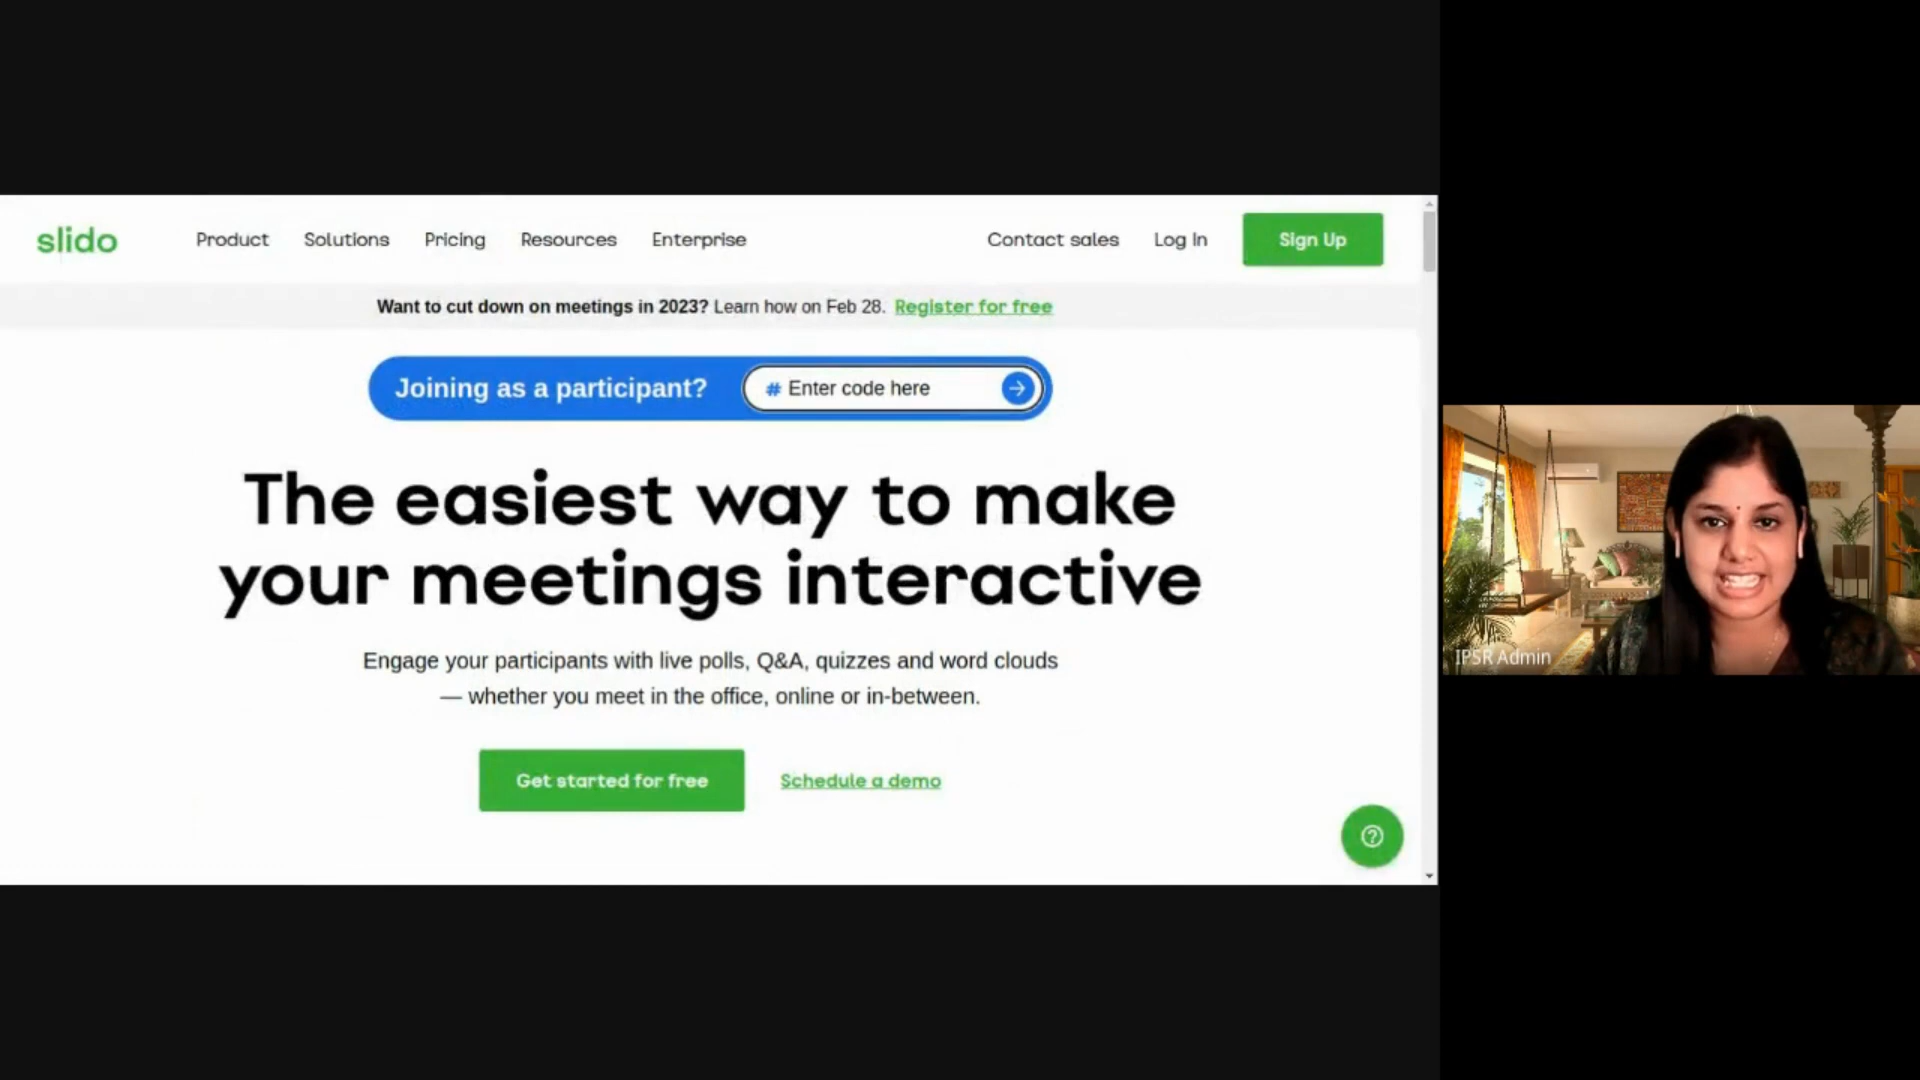 slido
Product Solutions Pricing Resources Enterprise Contact sales Log In Sign Up
Want to cut down on meetings in 2023? Learn how on Feb 28. Register for free
Joining as a participant? # Enter code here
The easiest way to make
your meetings interactive
Engage your participants with live polls, Q&A, quizzes and word clouds
— whether you meet in the office, online or in-between.
Get started for free Schedule a demo
IPSR Admin